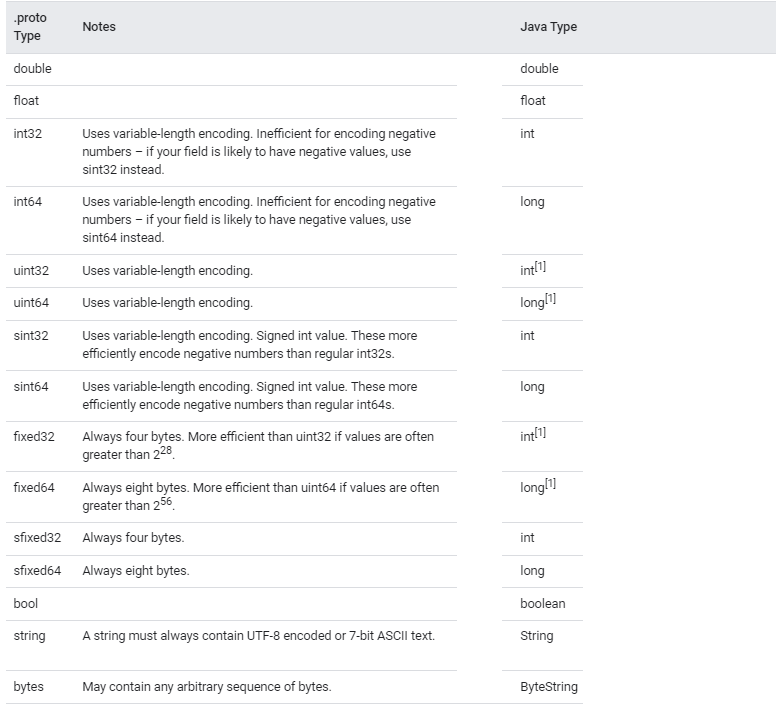 .proto Type Notes Java Type
double double
float float
int32 Uses variable-length encoding. Inefficient for encoding negative int
numbers – if your field is likely to have negative values, use
sint32 instead.
int64 Uses variable-length encoding. Inefficient for encoding negative long
numbers – if your field is likely to have negative values, use
sint64 instead.
uint32 Uses variable-length encoding. int[1]
uint64 Uses variable-length encoding. long[1]
sint32 Uses variable-length encoding. Signed int value. These more int
efficiently encode negative numbers than regular int32s.
sint64 Uses variable-length encoding. Signed int value. These more long
efficiently encode negative numbers than regular int64s.
fixed32 Always four bytes. More efficient than uint32 if values are often int[1]
greater than 2^28.
fixed64 Always eight bytes. More efficient than uint64 if values are often long[1]
greater than 2^56.
sfixed32 Always four bytes. int
sfixed64 Always eight bytes. long
bool boolean
string A string must always contain UTF-8 encoded or 7-bit ASCII text. String
bytes May contain any arbitrary sequence of bytes. ByteString